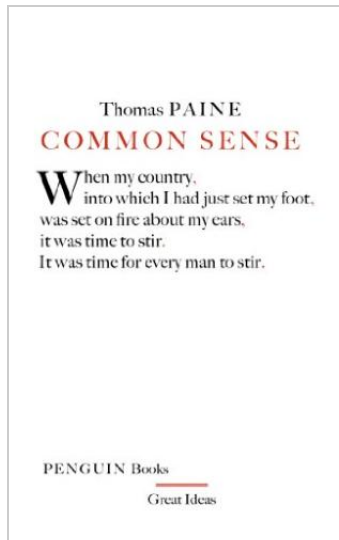 Thomas PAINE
COMMON SENSE
When my country,
into which I had just set my foot,
was set on fire about my ears,
it was time to stir.
It was time for every man to stir.
PENGUIN Books
Great Ideas